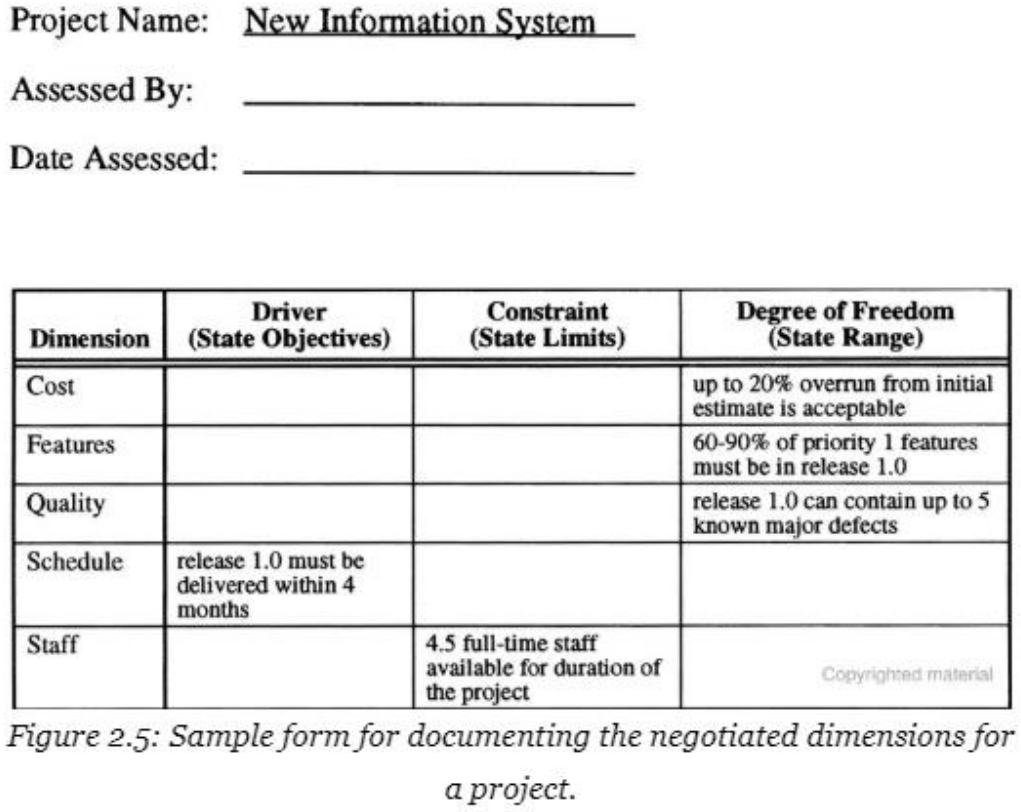 Project Name: New Information System
Assessed By:
Date Assessed:
Dimension
Driver
(State Objectives)
Constraint
(State Limits)
Degree of Freedom
(State Range)
Cost
up to 20% overrun from initial
estimate is acceptable
Features
60-90% of priority 1 features
must be in release 1.0
Quality
release 1.0 can contain up to 5
known major defects
Schedule
release 1.0 must be
delivered within 4
months
Staff
4.5 full-time staff
available for duration of
the project
Copyrighted material
Figure 2.5: Sample form for documenting the negotiated dimensions for
a project.